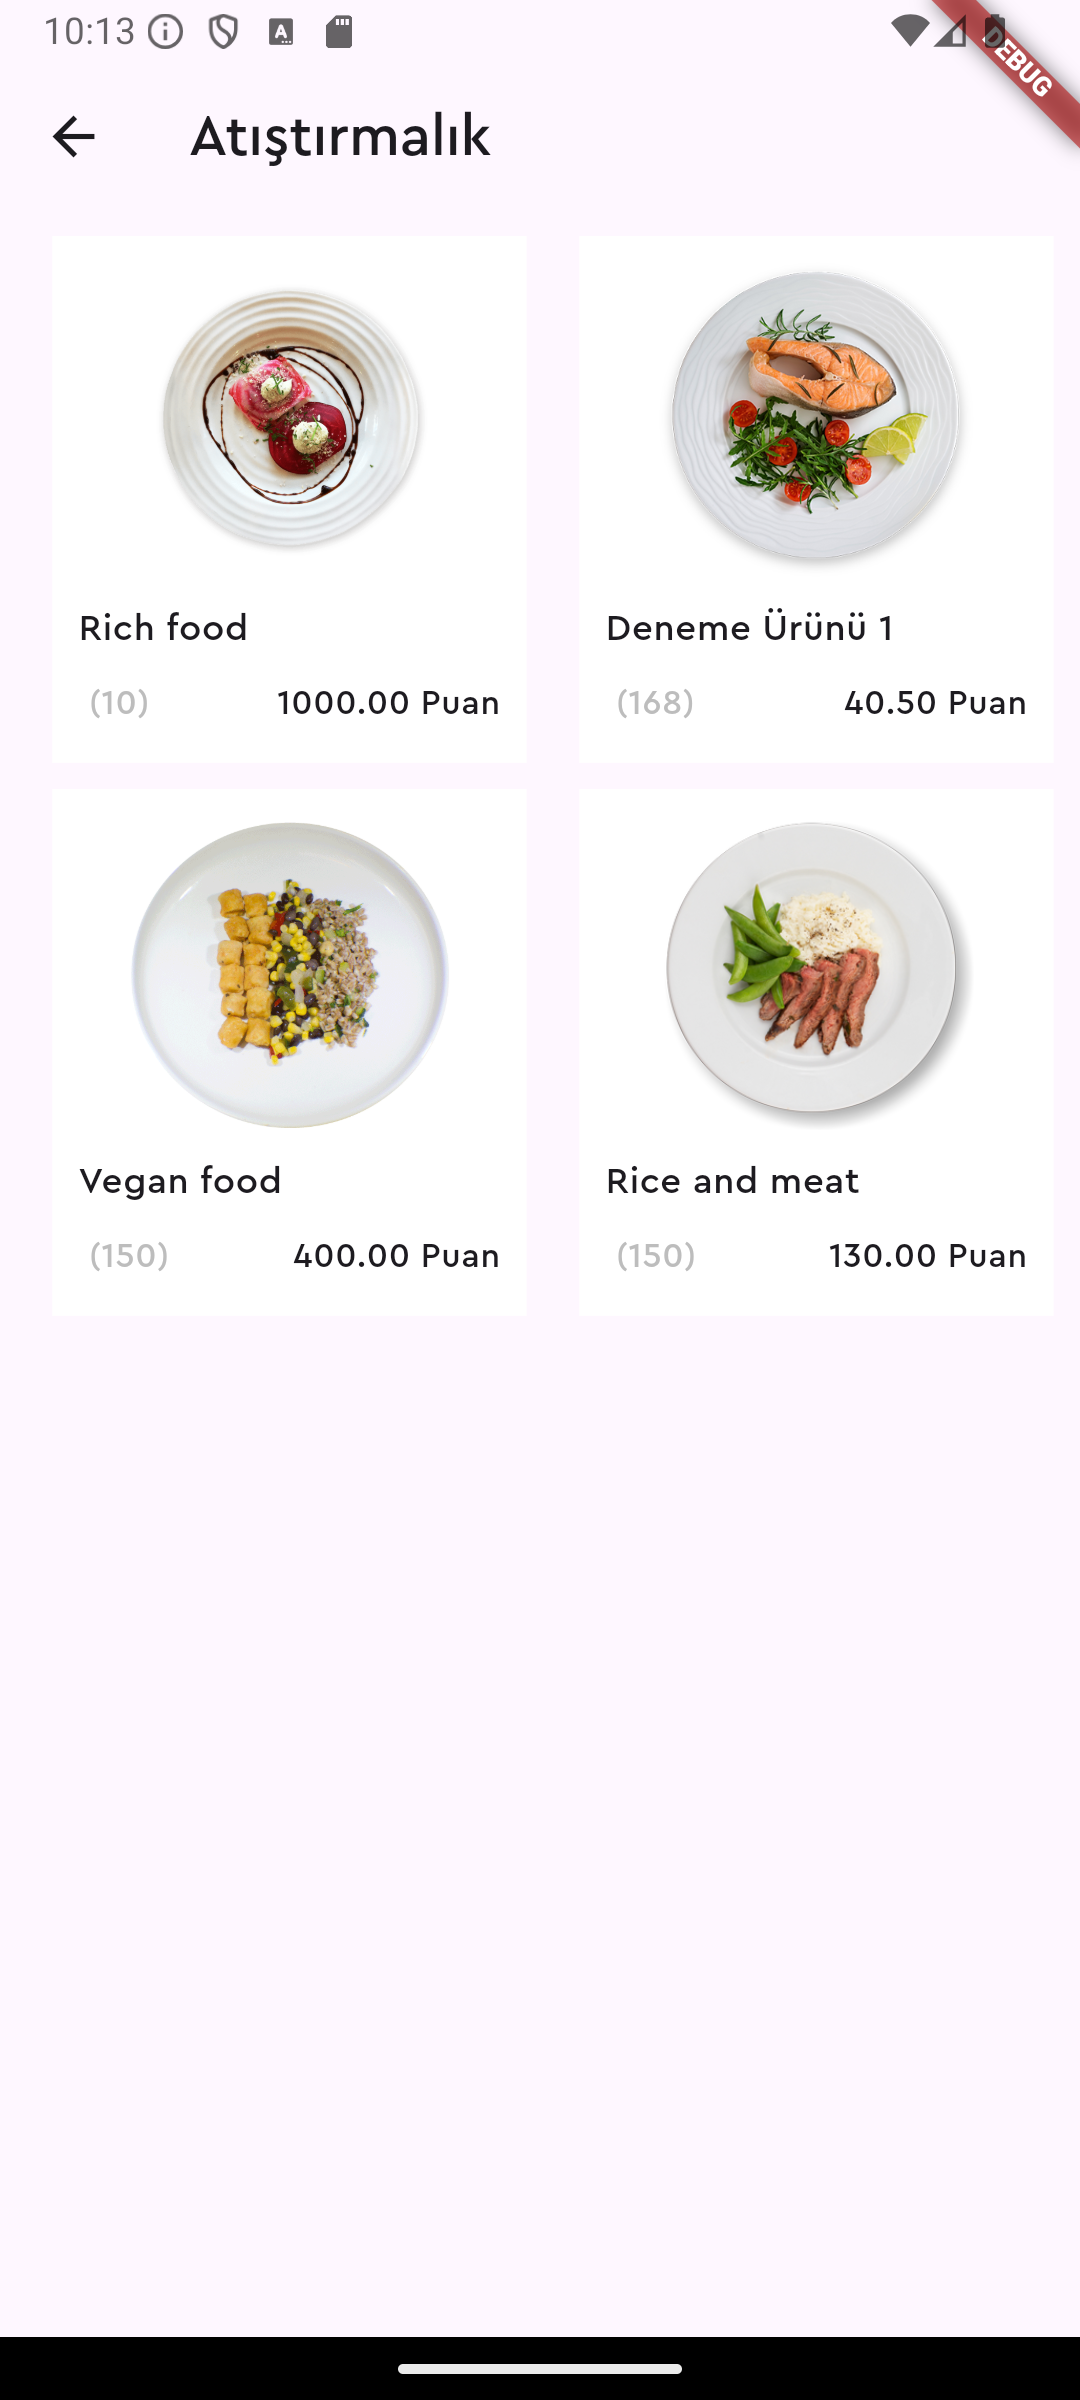 10:13
DEBUG
Atıştırmalık
Rich food
(10) 1000.00 Puan
Deneme Ürünü 1
(168) 40.50 Puan
Vegan food
(150) 400.00 Puan
Rice and meat
(150) 130.00 Puan